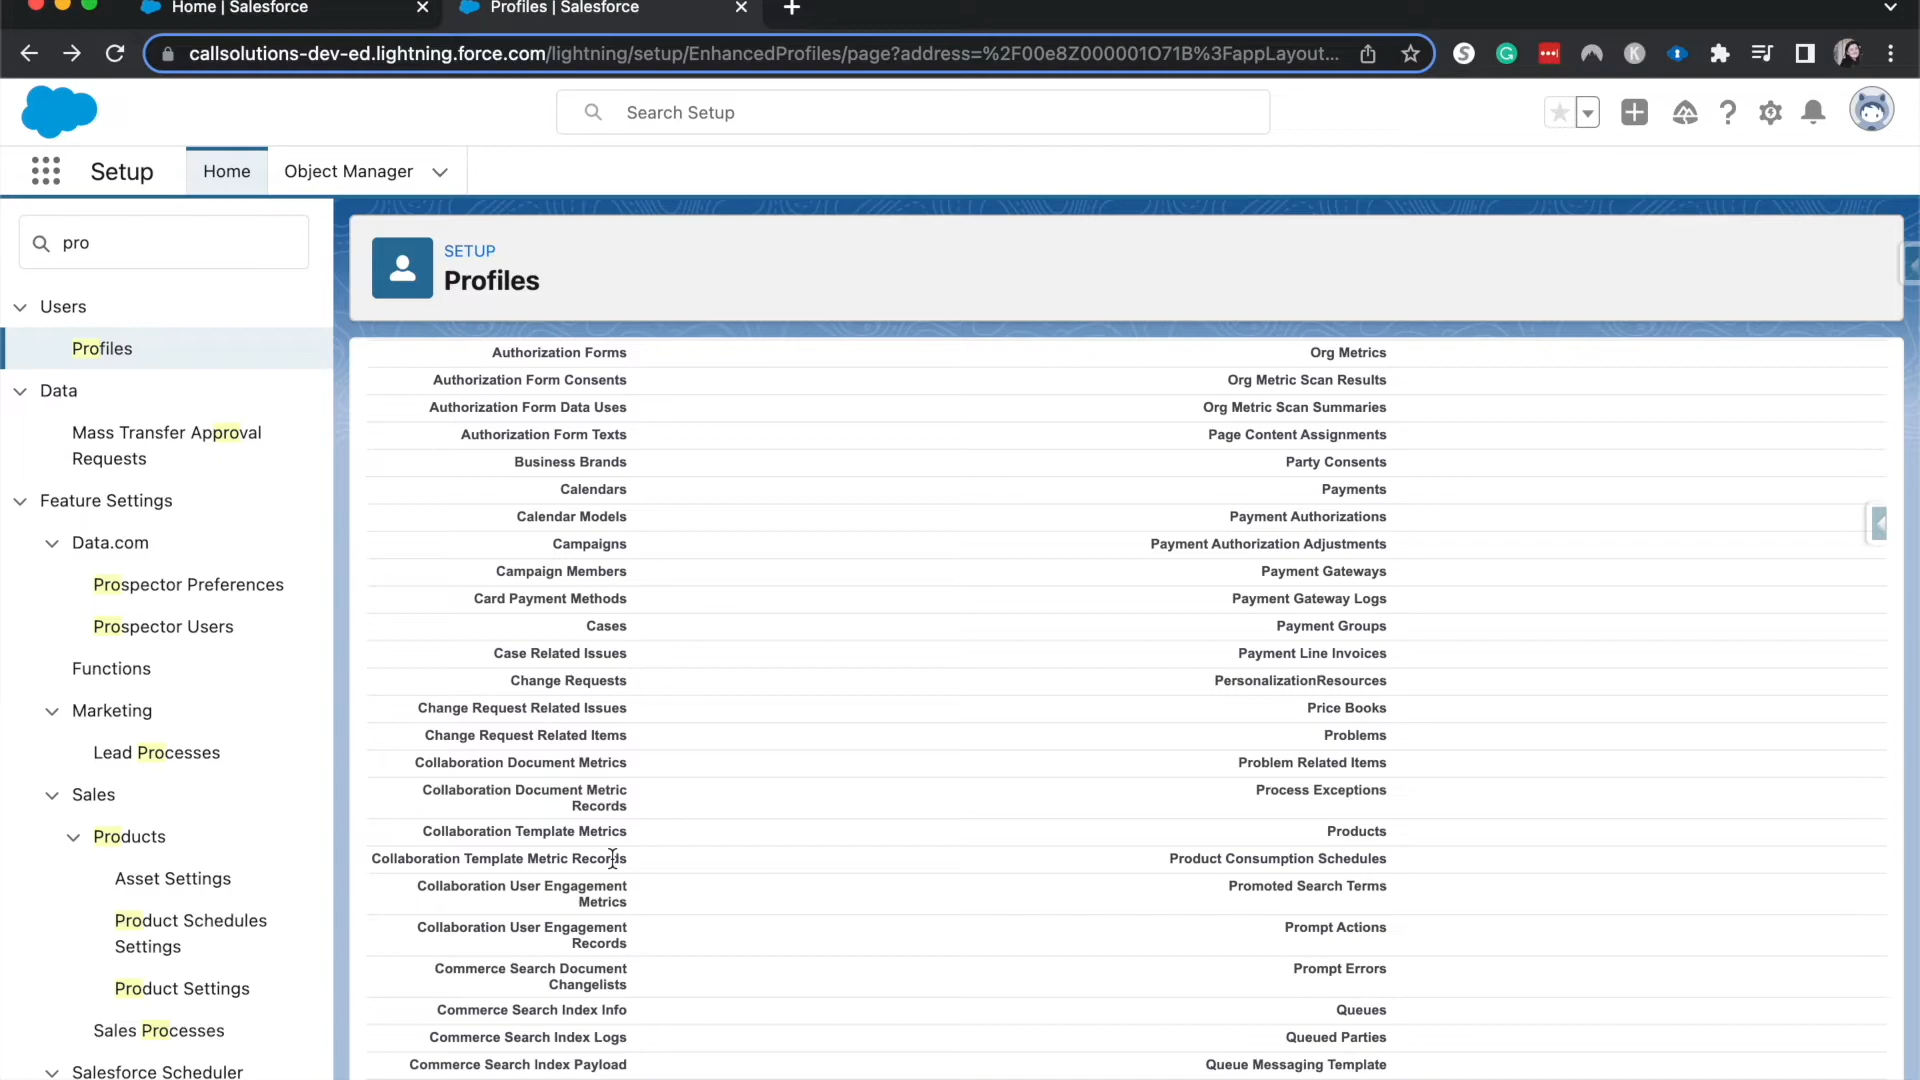 Home | Salesforce
Profiles | Salesforce
callsolutions-dev-ed.lightning.force.com/lightning/setup/EnhancedProfiles/page?address=%2F00e8Z000001O71B%3FappLayout...
Search Setup
Setup
Home
Object Manager
pro
Users
Profiles
Data
Mass Transfer Approval
Requests
Feature Settings
Data.com
Prospector Preferences
Prospector Users
Functions
Marketing
Lead Processes
Sales
Products
Asset Settings
Product Schedules
Settings
Product Settings
Sales Processes
Salesforce Scheduler
SETUP
Profiles
Authorization Forms
Org Metrics
Authorization Form Consents
Org Metric Scan Results
Authorization Form Data Uses
Org Metric Scan Summaries
Authorization Form Texts
Page Content Assignments
Business Brands
Party Consents
Calendars
Payments
Calendar Models
Payment Authorizations
Campaigns
Payment Authorization Adjustments
Campaign Members
Payment Gateways
Card Payment Methods
Payment Gateway Logs
Cases
Payment Groups
Case Related Issues
Payment Line Invoices
Change Requests
PersonalizationResources
Change Request Related Issues
Price Books
Change Request Related Items
Problems
Collaboration Document Metrics
Problem Related Items
Collaboration Document Metric
Records
Process Exceptions
Collaboration Template Metrics
Products
Collaboration Template Metric Records
Product Consumption Schedules
Collaboration User Engagement
Metrics
Promoted Search Terms
Collaboration User Engagement
Records
Prompt Actions
Commerce Search Document
Changelists
Prompt Errors
Commerce Search Index Info
Queues
Commerce Search Index Logs
Queued Parties
Commerce Search Index Payload
Queue Messaging Template